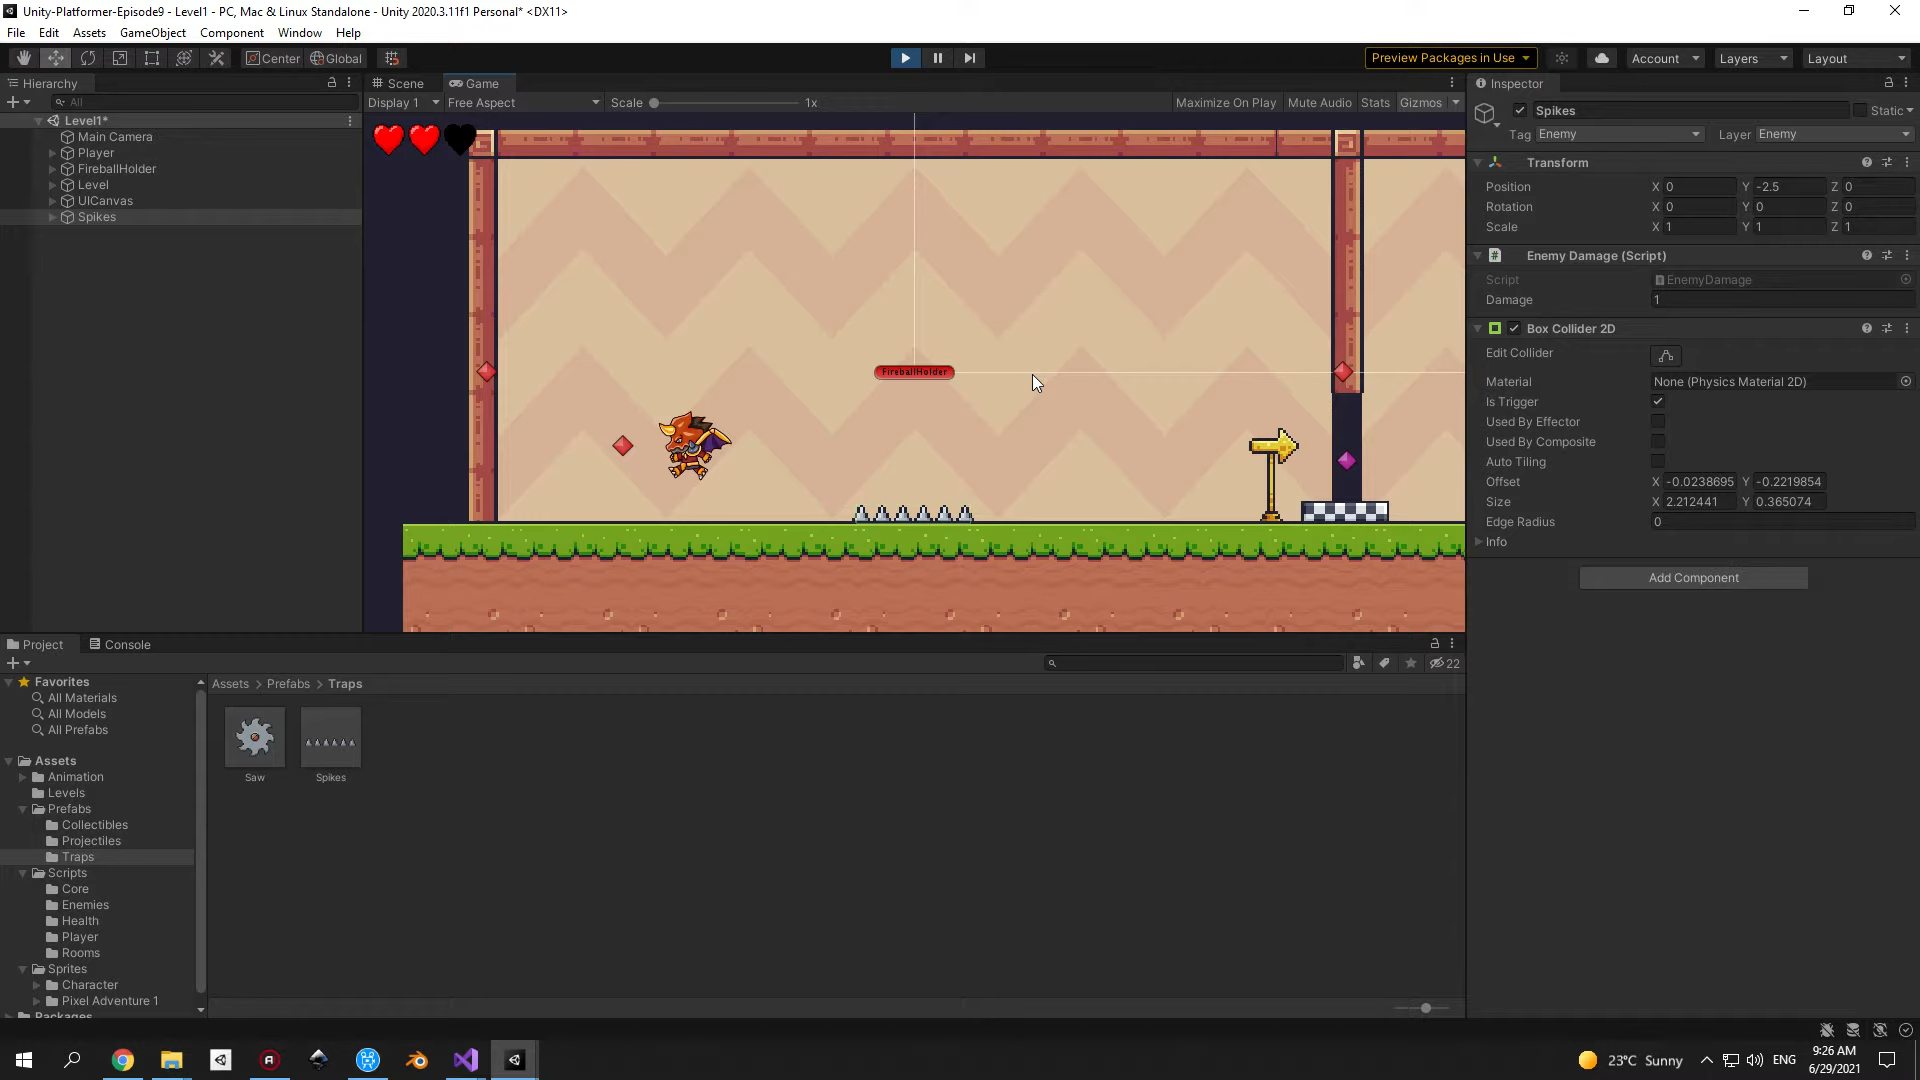 Unity-Platformer-Episode9 - Level1 - PC, Mac & Linux Standalone - Unity 2020.3.11f1 Personal* <DX11>
File Edit Assets GameObject Component Window Help
Center Global
Preview Packages in Use
Account Layers Layout
Hierarchy
Scene Game
Inspector
All
Display 1 Free Aspect Scale 1x Maximize On Play Mute Audio Stats Gizmos
Level1*
Main Camera
Player
FireballHolder
Level
UICanvas
Spikes
FireballHolder
Spikes Static
Tag Enemy Layer Enemy
Transform
Position X 0 Y -2.5 Z 0
Rotation X 0 Y 0 Z 0
Scale X 1 Y 1 Z 1
Enemy Damage (Script)
Script EnemyDamage
Damage 1
Box Collider 2D
Edit Collider
Material None (Physics Material 2D)
Is Trigger
Used By Effector
Used By Composite
Auto Tiling
Offset X -0.0238695 Y -0.2219854
Size X 2.212441 Y 0.365074
Edge Radius 0
Info
Add Component
Project Console
22
Favorites
All Materials
All Models
All Prefabs
Assets
Animation
Levels
Prefabs
Collectibles
Projectiles
Traps
Scripts
Core
Enemies
Health
Player
Rooms
Sprites
Character
Pixel Adventure 1
Packages
Assets > Prefabs > Traps
Saw Spikes
23°C Sunny
ENG
9:26 AM
6/29/2021